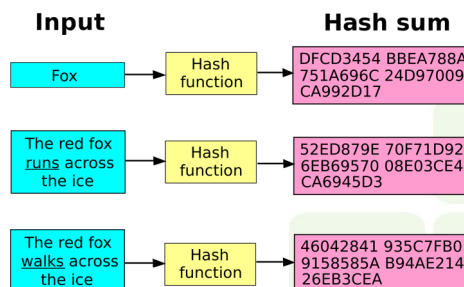 Input
Hash sum
Fox
Hash
function
DFCD3454 BBEA788A
751A696C 24D97009
CA992D17
The red fox
runs across
the ice
Hash
function
52ED879E 70F71D92
6EB69570 08E03CE4
CA6945D3
The red fox
walks across
the ice
Hash
function
46042841 935C7FB0
9158585A B94AE214
26EB3CEA